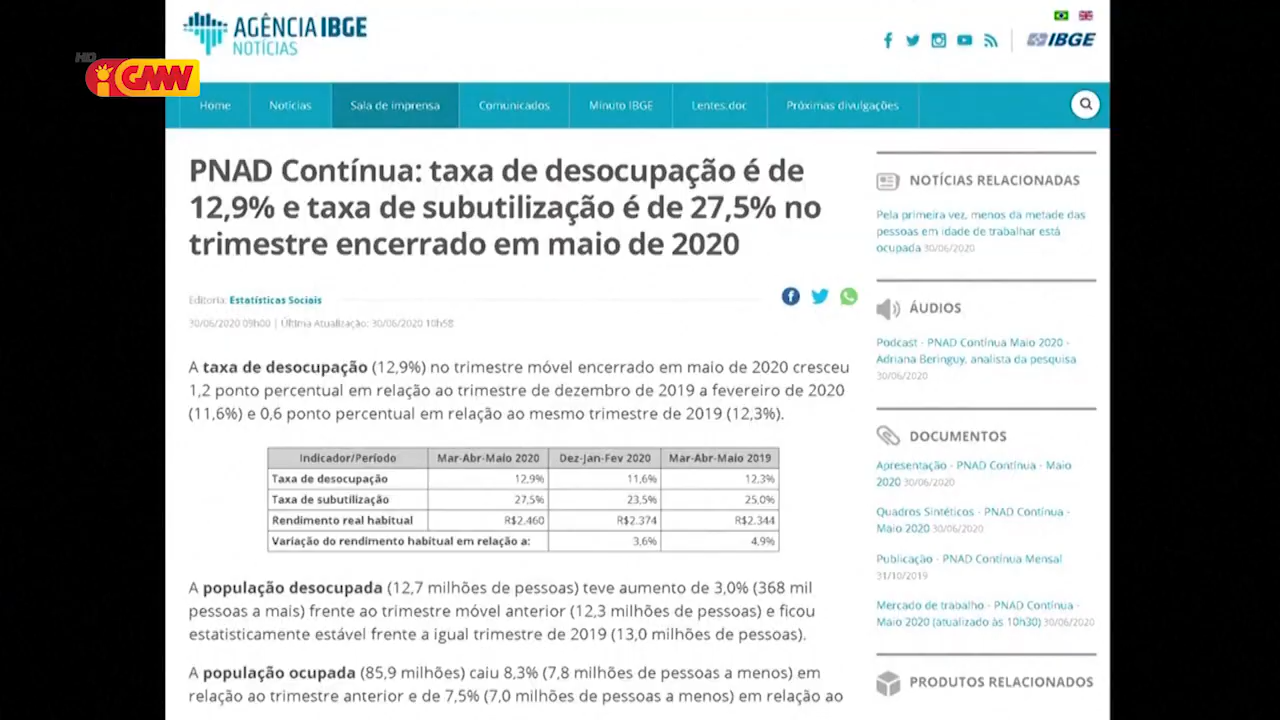 AGÊNCIA IBGE
NOTÍCIAS
IBGE
HD
GNW
Home
Notícias
Sala de imprensa
Comunicados
Minuto IBGE
Lentes.doc
Próximas divulgações
PNAD Contínua: taxa de desocupação é de
12,9% e taxa de subutilização é de 27,5% no
trimestre encerrado em maio de 2020
Editoria: Estatísticas Sociais
30/06/2020 09h00 | Última Atualização: 30/06/2020 10h58
A taxa de desocupação (12,9%) no trimestre móvel encerrado em maio de 2020 cresceu
1,2 ponto percentual em relação ao trimestre de dezembro de 2019 a fevereiro de 2020
(11,6%) e 0,6 ponto percentual em relação ao mesmo trimestre de 2019 (12,3%).
Indicador/Período Mar-Abr-Maio 2020 Dez-Jan-Fev 2020 Mar-Abr-Maio 2019
Taxa de desocupação 12,9% 11,6% 12,3%
Taxa de subutilização 27,5% 23,5% 25,0%
Rendimento real habitual R$2.460 R$2.374 R$2.344
Variação do rendimento habitual em relação a: 3,6% 4,9%
A população desocupada (12,7 milhões de pessoas) teve aumento de 3,0% (368 mil
pessoas a mais) frente ao trimestre móvel anterior (12,3 milhões de pessoas) e ficou
estatisticamente estável frente a igual trimestre de 2019 (13,0 milhões de pessoas).
A população ocupada (85,9 milhões) caiu 8,3% (7,8 milhões de pessoas a menos) em
relação ao trimestre anterior e de 7,5% (7,0 milhões de pessoas a menos) em relação ao
NOTÍCIAS RELACIONADAS
Pela primeira vez, menos da metade das
pessoas em idade de trabalhar está
ocupada 30/06/2020
ÁUDIOS
Podcast - PNAD Contínua Maio 2020 -
Adriana Beringuy, analista da pesquisa
30/06/2020
DOCUMENTOS
Apresentação - PNAD Contínua - Maio
2020 30/06/2020
Quadros Sintéticos - PNAD Contínua -
Maio 2020 30/06/2020
Publicação - PNAD Contínua Mensal
31/10/2019
Mercado de trabalho - PNAD Contínua -
Maio 2020 (atualizado às 10h30) 30/06/2020
PRODUTOS RELACIONADOS